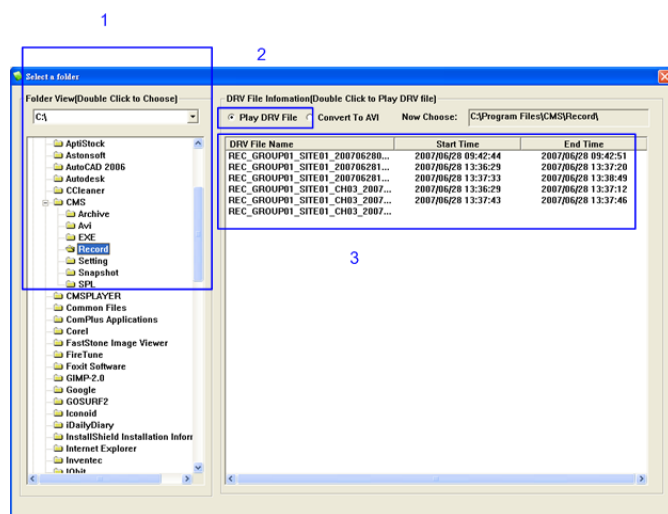 1
2
Select a folder
Folder View(Double Click to Choose)
C:\
AptiStock
Astonsoft
AutoCAD 2006
Autodesk
CCleaner
CMS
Archive
Avi
EXE
Record
Setting
Snapshot
SPL
CMSPLAYER
Common Files
ComPlus Applications
Corel
FastStone Image Viewer
FireTune
Foxit Software
GIMP-2.0
Google
GOSURF2
Iconoid
iDailyDiary
InstallShield Installation Inforr
Internet Explorer
Inventec
IObit
DRV File Infomation(Double Click to Play DRV file)
Play DRV File Convert To AVI Now Choose: C:\Program Files\CMS\Record\
DRV File Name Start Time End Time
REC_GROUP01_SITE01_200706280... 2007/06/28 09:42:44 2007/06/28 09:42:51
REC_GROUP01_SITE01_200706281... 2007/06/28 13:36:29 2007/06/28 13:37:20
REC_GROUP01_SITE01_200706281... 2007/06/28 13:37:33 2007/06/28 13:38:49
REC_GROUP01_SITE01_CH03_2007... 2007/06/28 13:36:29 2007/06/28 13:37:12
REC_GROUP01_SITE01_CH03_2007... 2007/06/28 13:37:43 2007/06/28 13:37:46
REC_GROUP01_SITE01_CH03_2007...
3